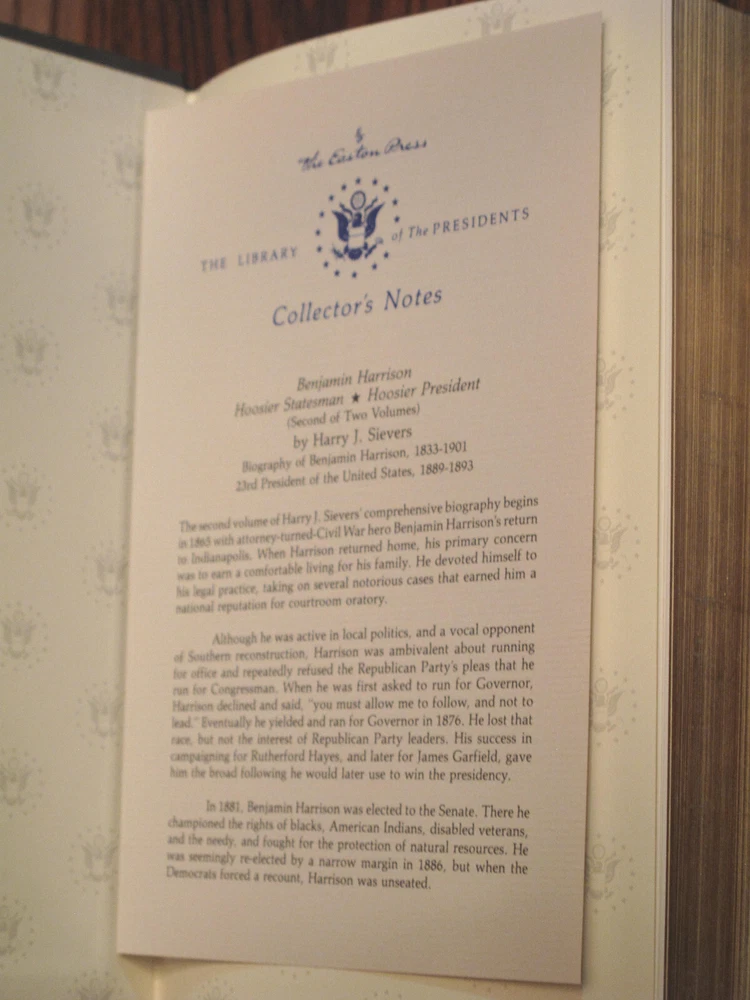 The Easton Press
THE LIBRARY of The PRESIDENTS
Collector's Notes
Benjamin Harrison
Hoosier Statesman ★ Hoosier President
(Second of Two Volumes)
by Harry J. Sievers
Biography of Benjamin Harrison, 1833-1901
23rd President of the United States, 1889-1893
The second volume of Harry J. Sievers' comprehensive biography begins
in 1865 with attorney-turned-Civil War hero Benjamin Harrison's return
to Indianapolis. When Harrison returned home, his primary concern
was to earn a comfortable living for his family. He devoted himself to
his legal practice, taking on several notorious cases that earned him a
national reputation for courtroom oratory.
Although he was active in local politics, and a vocal opponent
of Southern reconstruction, Harrison was ambivalent about running
for office and repeatedly refused the Republican Party's pleas that he
run for Congressman. When he was first asked to run for Governor,
Harrison declined and said, "you must allow me to follow, and not to
lead." Eventually he yielded and ran for Governor in 1876. He lost that
race, but not the interest of Republican Party leaders. His success in
campaigning for Rutherford Hayes, and later for James Garfield, gave
him the broad following he would later use to win the presidency.
In 1881, Benjamin Harrison was elected to the Senate. There he
championed the rights of blacks, American Indians, disabled veterans,
and the needy, and fought for the protection of natural resources. He
was seemingly re-elected by a narrow margin in 1886, but when the
Democrats forced a recount, Harrison was unseated.